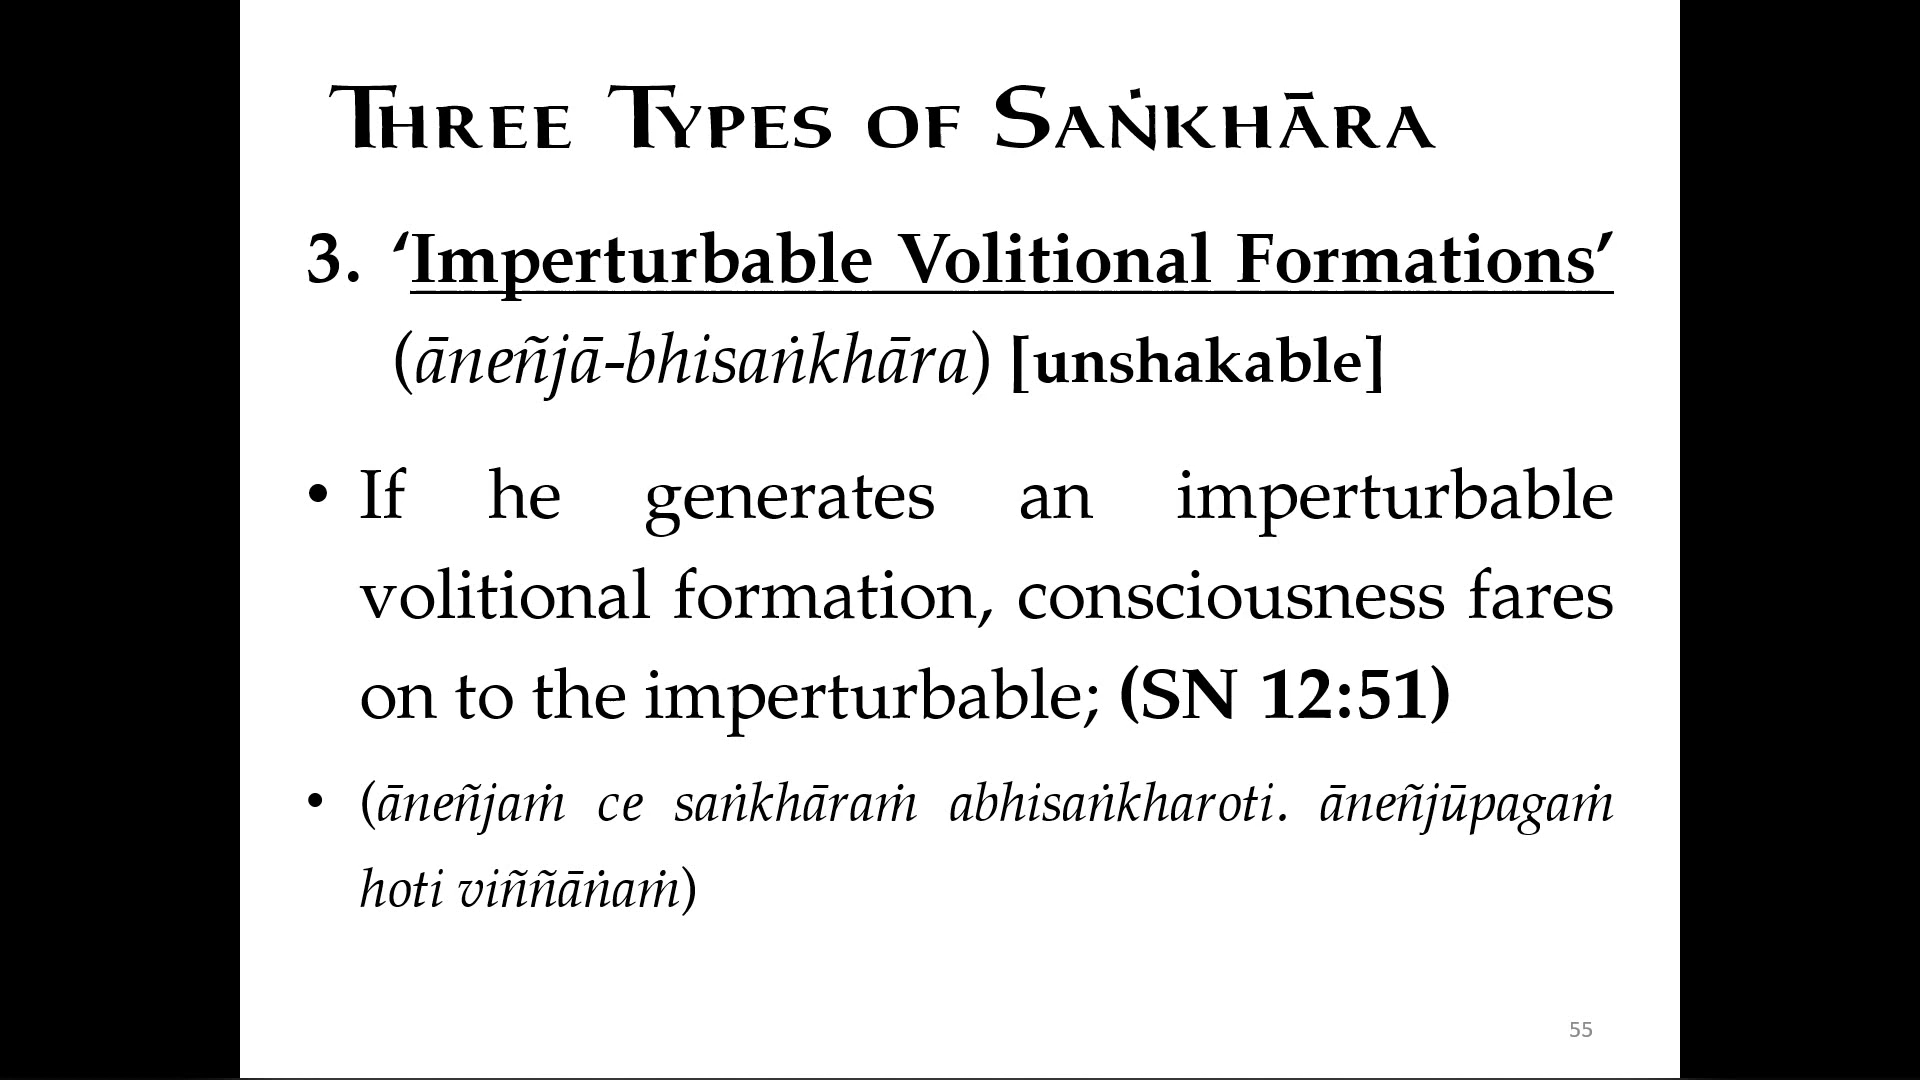 Three Types of Saṅkhāra
3. ‘Imperturbable Volitional Formations’
(āneñjā-bhisaṅkhāra) [unshakable]
• If he generates an imperturbable
volitional formation, consciousness fares
on to the imperturbable; (SN 12:51)
• (āneñjaṁ ce saṅkhāraṁ abhisaṅkharoti. āneñjūpagaṁ
hoti viññāṅaṁ)
55